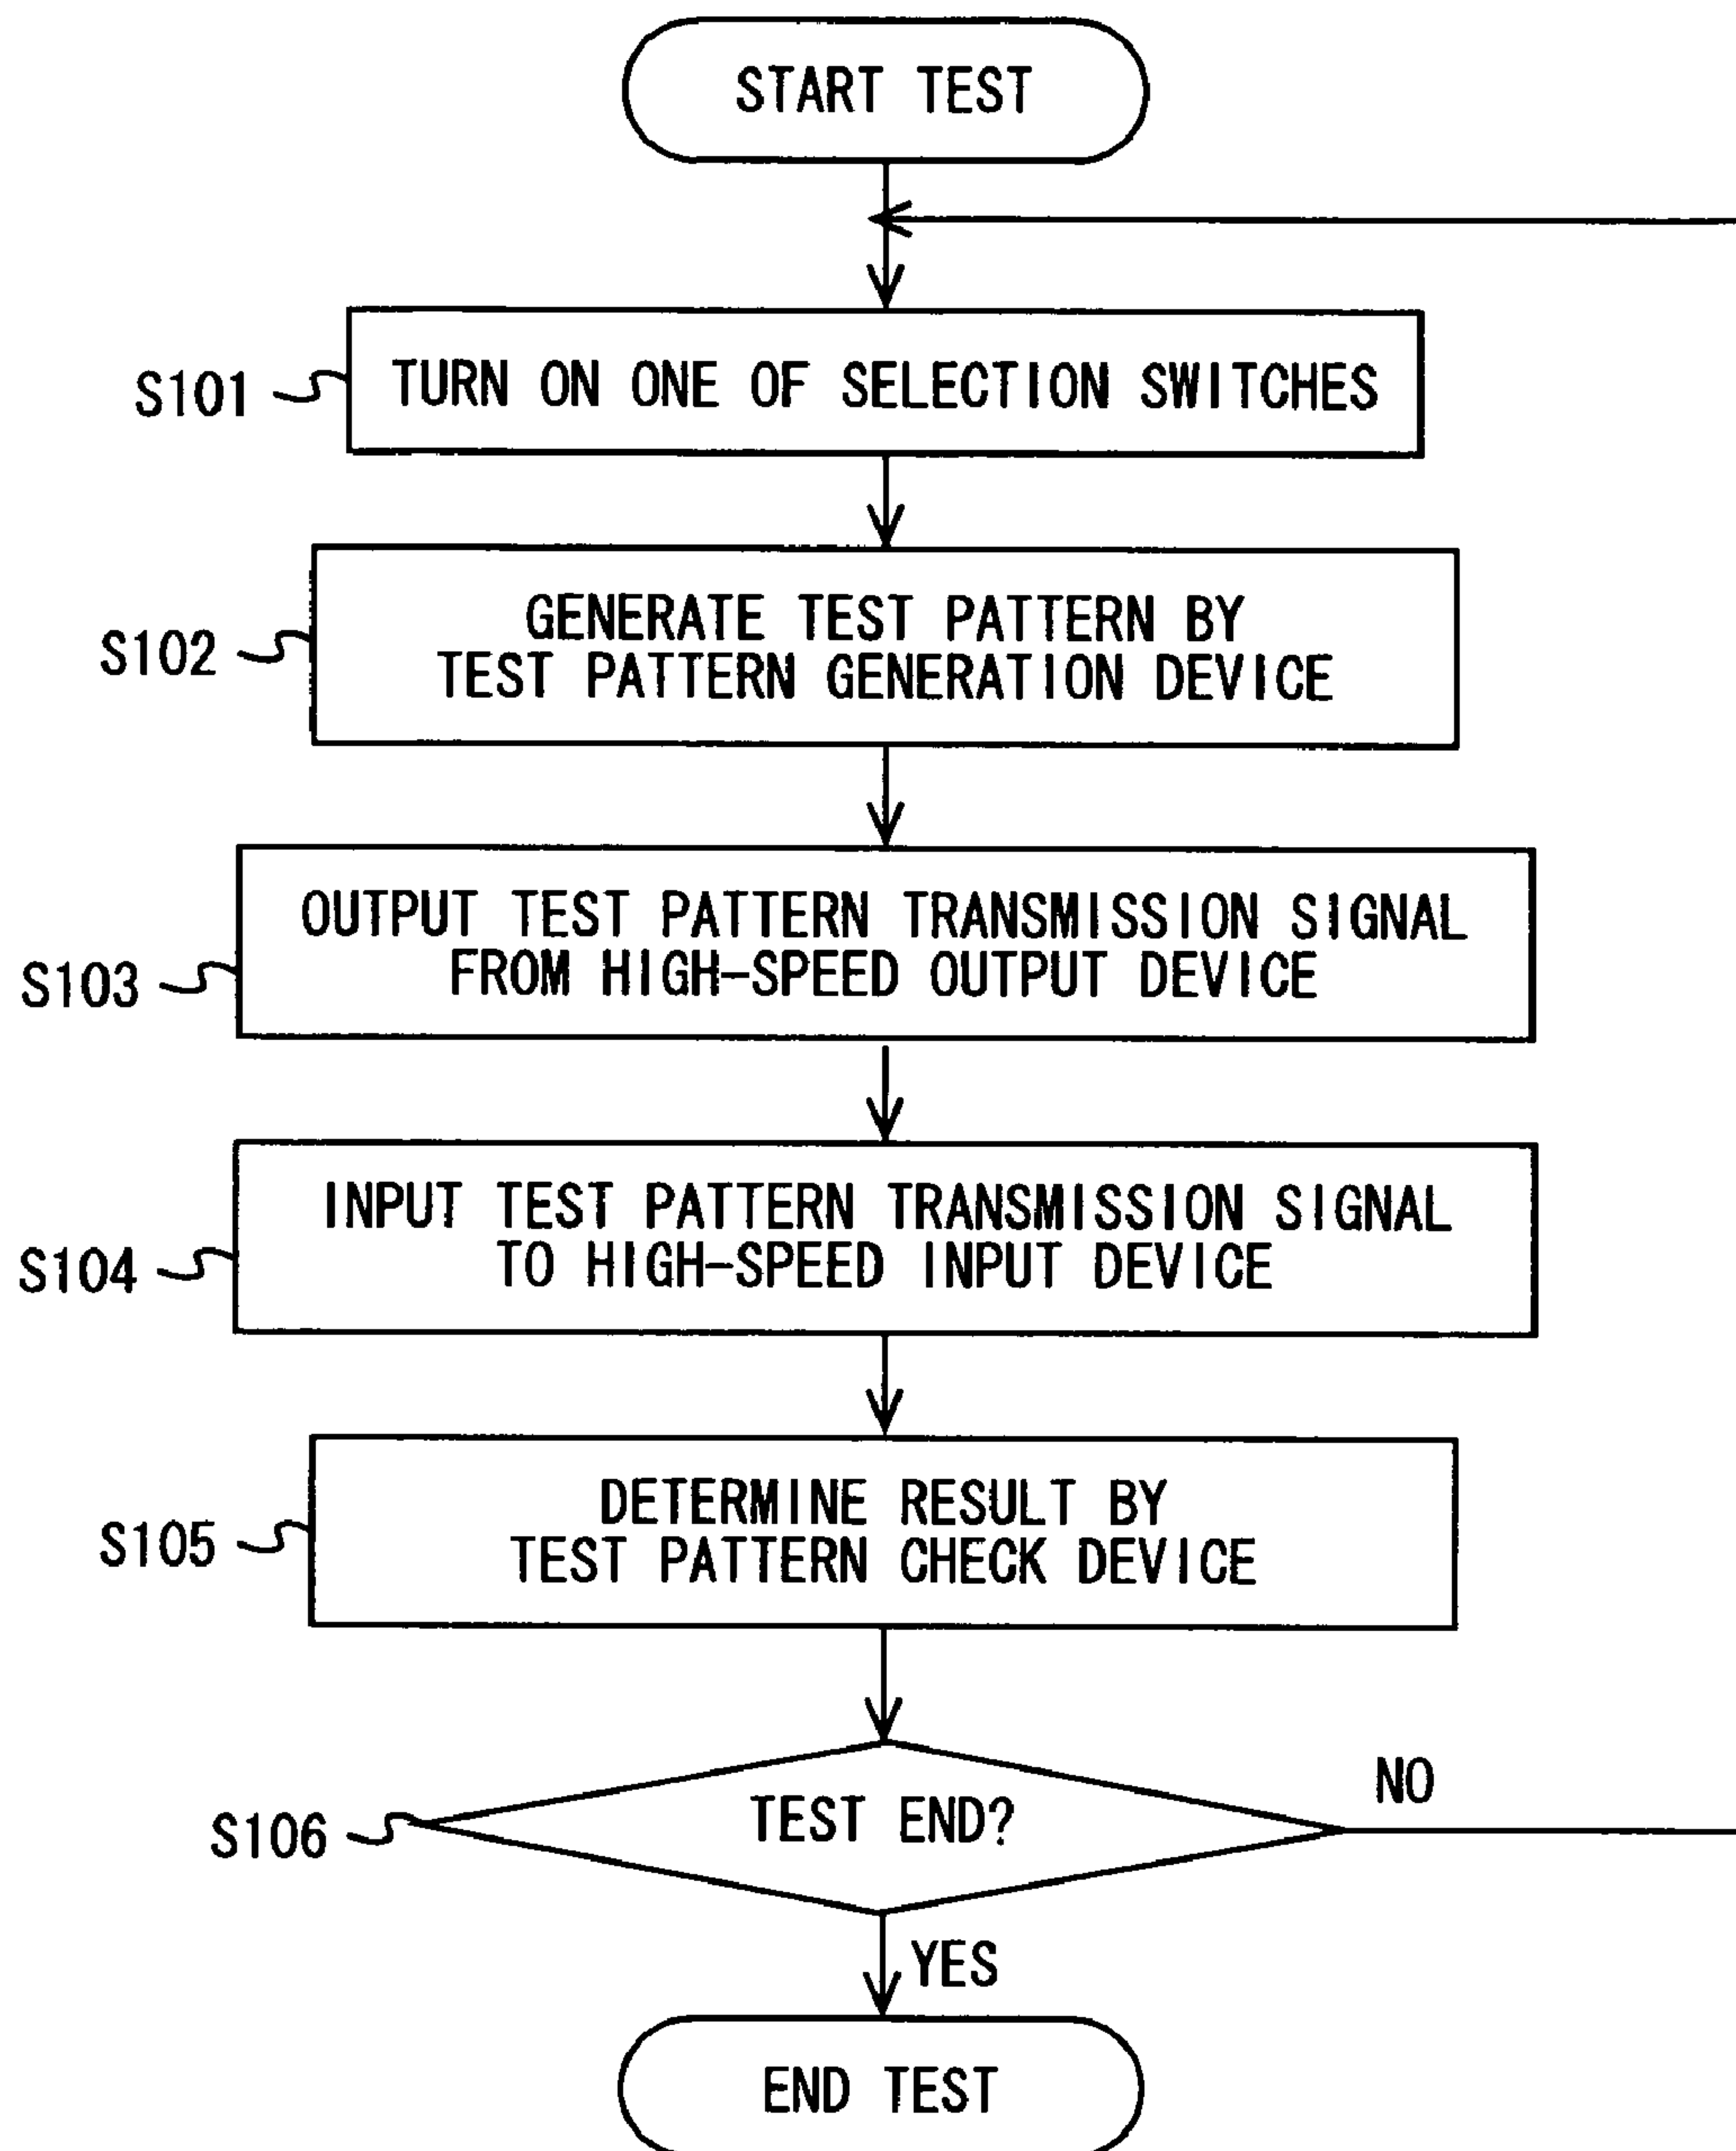 START TEST
S101
TURN ON ONE OF SELECTION SWITCHES
S102
GENERATE TEST PATTERN BY
TEST PATTERN GENERATION DEVICE
S103
OUTPUT TEST PATTERN TRANSMISSION SIGNAL
FROM HIGH-SPEED OUTPUT DEVICE
S104
INPUT TEST PATTERN TRANSMISSION SIGNAL
TO HIGH-SPEED INPUT DEVICE
S105
DETERMINE RESULT BY
TEST PATTERN CHECK DEVICE
S106
TEST END?
NO
YES
END TEST